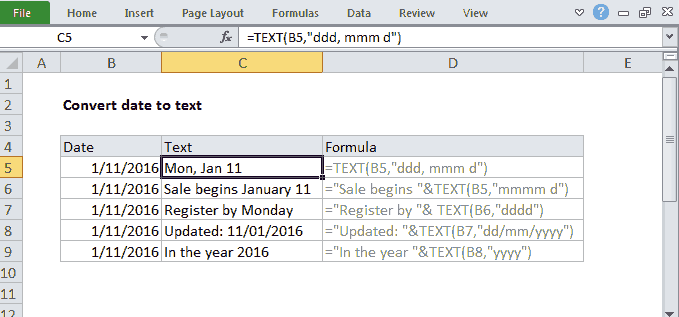 File Page Layout Formulas Data Review View
C5 fx =TEXT(B5,"ddd, mmm d")
A B C D E
1
2 Convert date to text
3
4 Date Text Formula
5 1/11/2016 Mon, Jan 11 =TEXT(B5,"ddd, mmm d")
6 1/11/2016 Sale begins January 11 ="Sale begins "&TEXT(B5,"mmmm d")
7 1/11/2016 Register by Monday ="Register by "& TEXT(B6,"dddd")
8 1/11/2016 Updated: 11/01/2016 ="Updated: "&TEXT(B7,"dd/mm/yyyy")
9 1/11/2016 In the year 2016 ="In the year "&TEXT(B8,"yyyy")
10
11
12